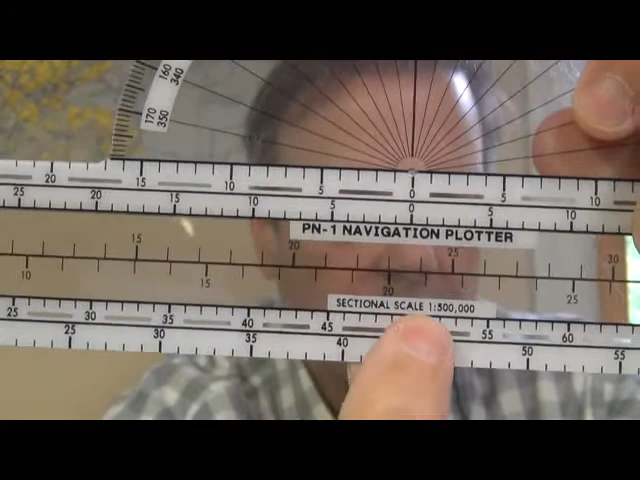 160
340
170
350
20 15 10 5 0 5 10
25 20 15 10 5 0 5 10
PN-1 NAVIGATION PLOTTER
15 20 25 30
10 15 20 25
SECTIONAL SCALE 1:500,000
25 30 35 40 45 55 60
25 30 35 40 50 55